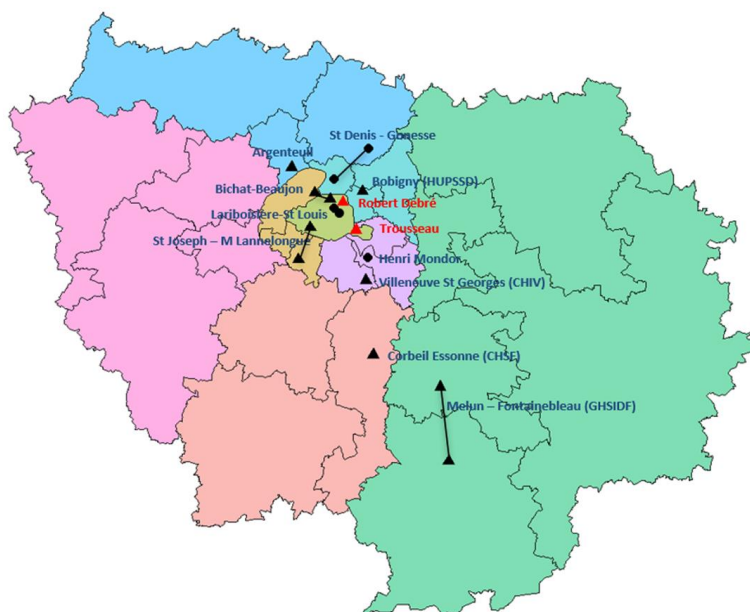 St Denis - Gonesse
Argenteuil
Bichat-Beaujon
Bobigny (HUPSSD)
Robert Debré
Lariboisière-St Louis
Trousseau
St Joseph – M Lannelongue
Henri Mondor
Villeneuve St Georges (CHIV)
Corbeil Essonne (CHSF)
Melun – Fontainebleau (GHSIDF)